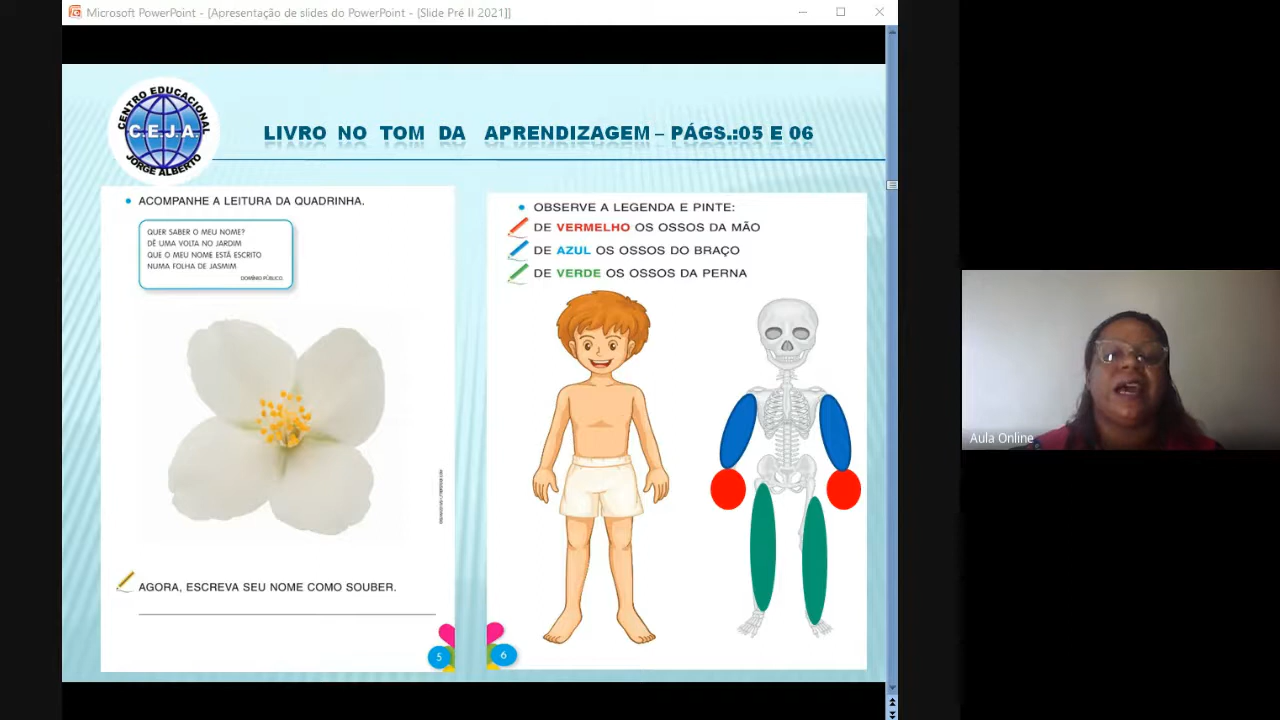 Microsoft PowerPoint - [Apresentação de slides do PowerPoint - [Slide Pré II 2021]]
CENTRO EDUCACIONAL
C.E.J.A.
JORGE ALBERTO
LIVRO NO TOM DA APRENDIZAGEM – PÁGS.:05 E 06
ACOMPANHE A LEITURA DA QUADRINHA.
QUER SABER O MEU NOME?
DÊ UMA VOLTA NO JARDIM
QUE O MEU NOME ESTÁ ESCRITO
NUMA FOLHA DE JASMIM
DOMÍNIO PÚBLICO.
AGORA, ESCREVA SEU NOME COMO SOUBER.
5
OBSERVE A LEGENDA E PINTE:
DE VERMELHO OS OSSOS DA MÃO
DE AZUL OS OSSOS DO BRAÇO
DE VERDE OS OSSOS DA PERNA
6
Aula Online